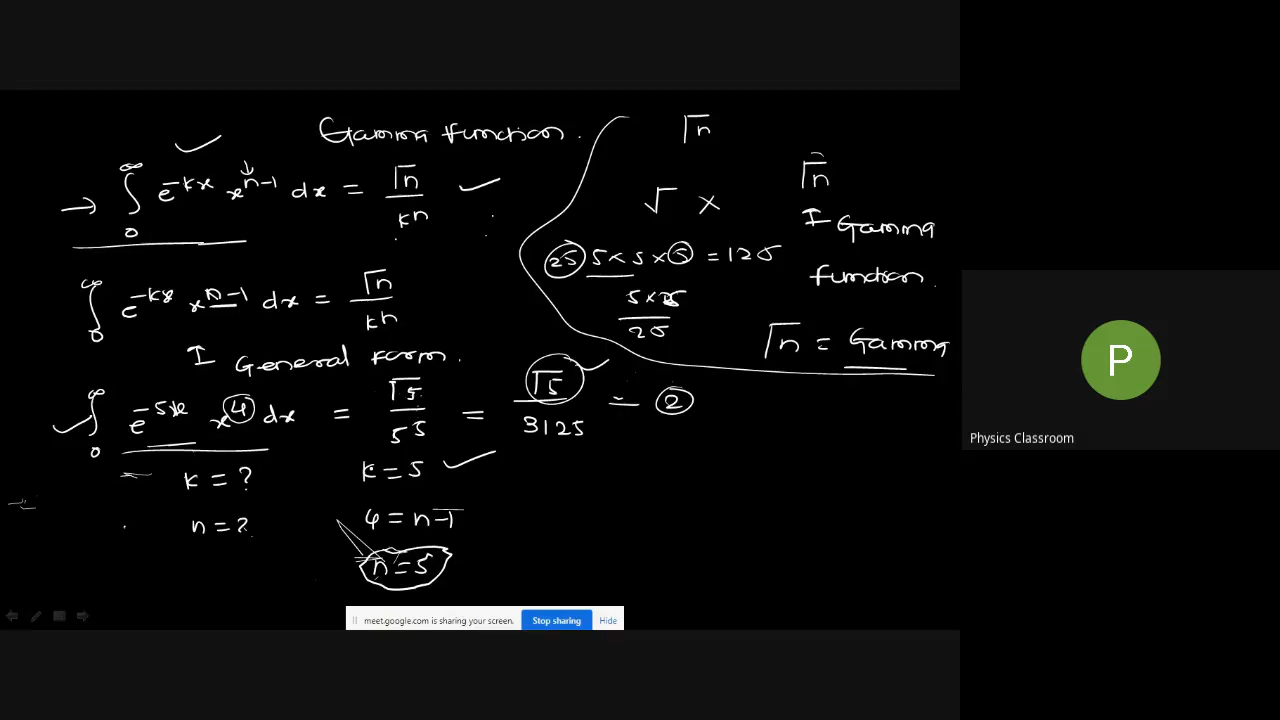 Gamma function.
→ ∫₀^∞ e^-kx x^n-1 dx = Γn / k^n
∫₀^∞ e^-kx x^n-1 dx = Γn / k^n
I General form.
∫₀^∞ e^-5x x^4 dx = Γ5 / 5^5 = Γ5 / 3125 = 2
k = ? k = 5
n = ? 4 = n-1
n = 5
Γn
√ × Γn
I Gamma
25 5 × 5 × 5 = 125
function.
5 × 25 / 25
Γn = Gamma
P
Physics Classroom
meet.google.com is sharing your screen. Stop sharing Hide